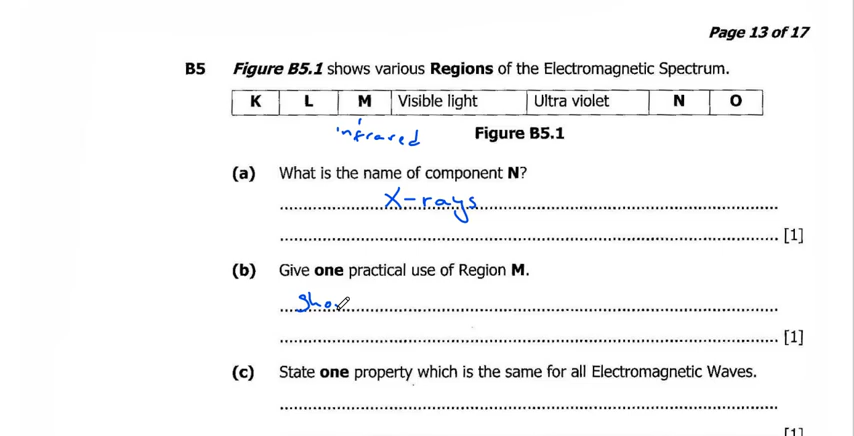 Page 13 of 17
B5 Figure B5.1 shows various Regions of the Electromagnetic Spectrum.
K L M Visible light Ultra violet N O
infrared
Figure B5.1
(a) What is the name of component N?
X-rays
[1]
(b) Give one practical use of Region M.
[1]
(c) State one property which is the same for all Electromagnetic Waves.